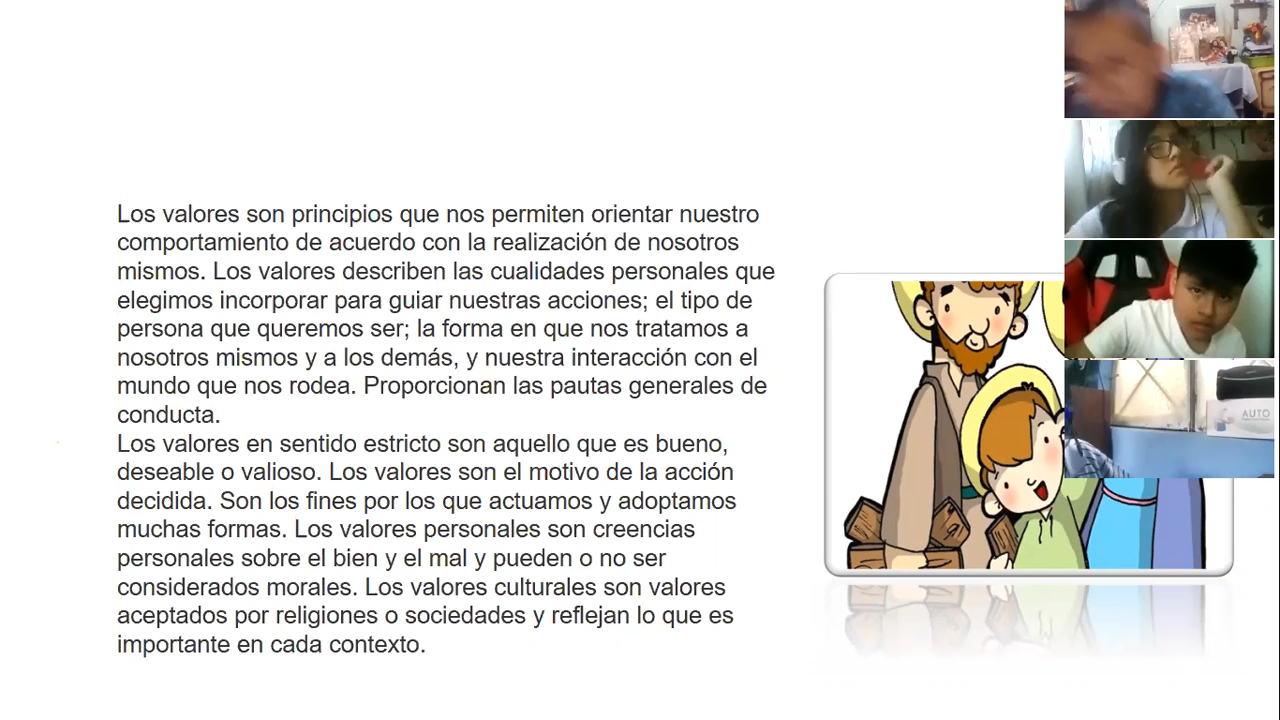 Los valores son principios que nos permiten orientar nuestro
comportamiento de acuerdo con la realización de nosotros
mismos. Los valores describen las cualidades personales que
elegimos incorporar para guiar nuestras acciones; el tipo de
persona que queremos ser; la forma en que nos tratamos a
nosotros mismos y a los demás, y nuestra interacción con el
mundo que nos rodea. Proporcionan las pautas generales de
conducta.
Los valores en sentido estricto son aquello que es bueno,
deseable o valioso. Los valores son el motivo de la acción
decidida. Son los fines por los que actuamos y adoptamos
muchas formas. Los valores personales son creencias
personales sobre el bien y el mal y pueden o no ser
considerados morales. Los valores culturales son valores
aceptados por religiones o sociedades y reflejan lo que es
importante en cada contexto.
AUTO